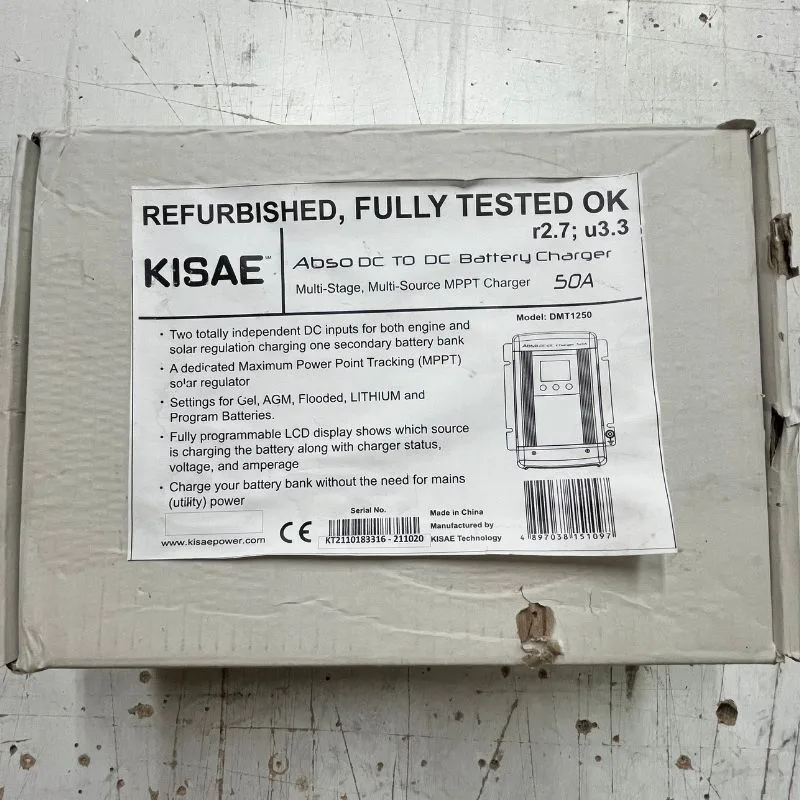 REFURBISHED, FULLY TESTED OK
r2.7; u3.3
KISAE℠
Abso DC TO DC Battery Charger
Multi-Stage, Multi-Source MPPT Charger 50A
Model: DMT1250
• Two totally independent DC inputs for both engine and
solar regulation charging one secondary battery bank
• A dedicated Maximum Power Point Tracking (MPPT)
solar regulator
• Settings for Gel, AGM, Flooded, LITHIUM and
Program Batteries.
• Fully programmable LCD display shows which source
is charging the battery along with charger status,
voltage, and amperage
• Charge your battery bank without the need for mains
(utility) power
www.kisaepower.com
CE
Serial No.
KT2110183316 - 211020
Made in China
Manufactured by
KISAE Technology
4 897038 151097